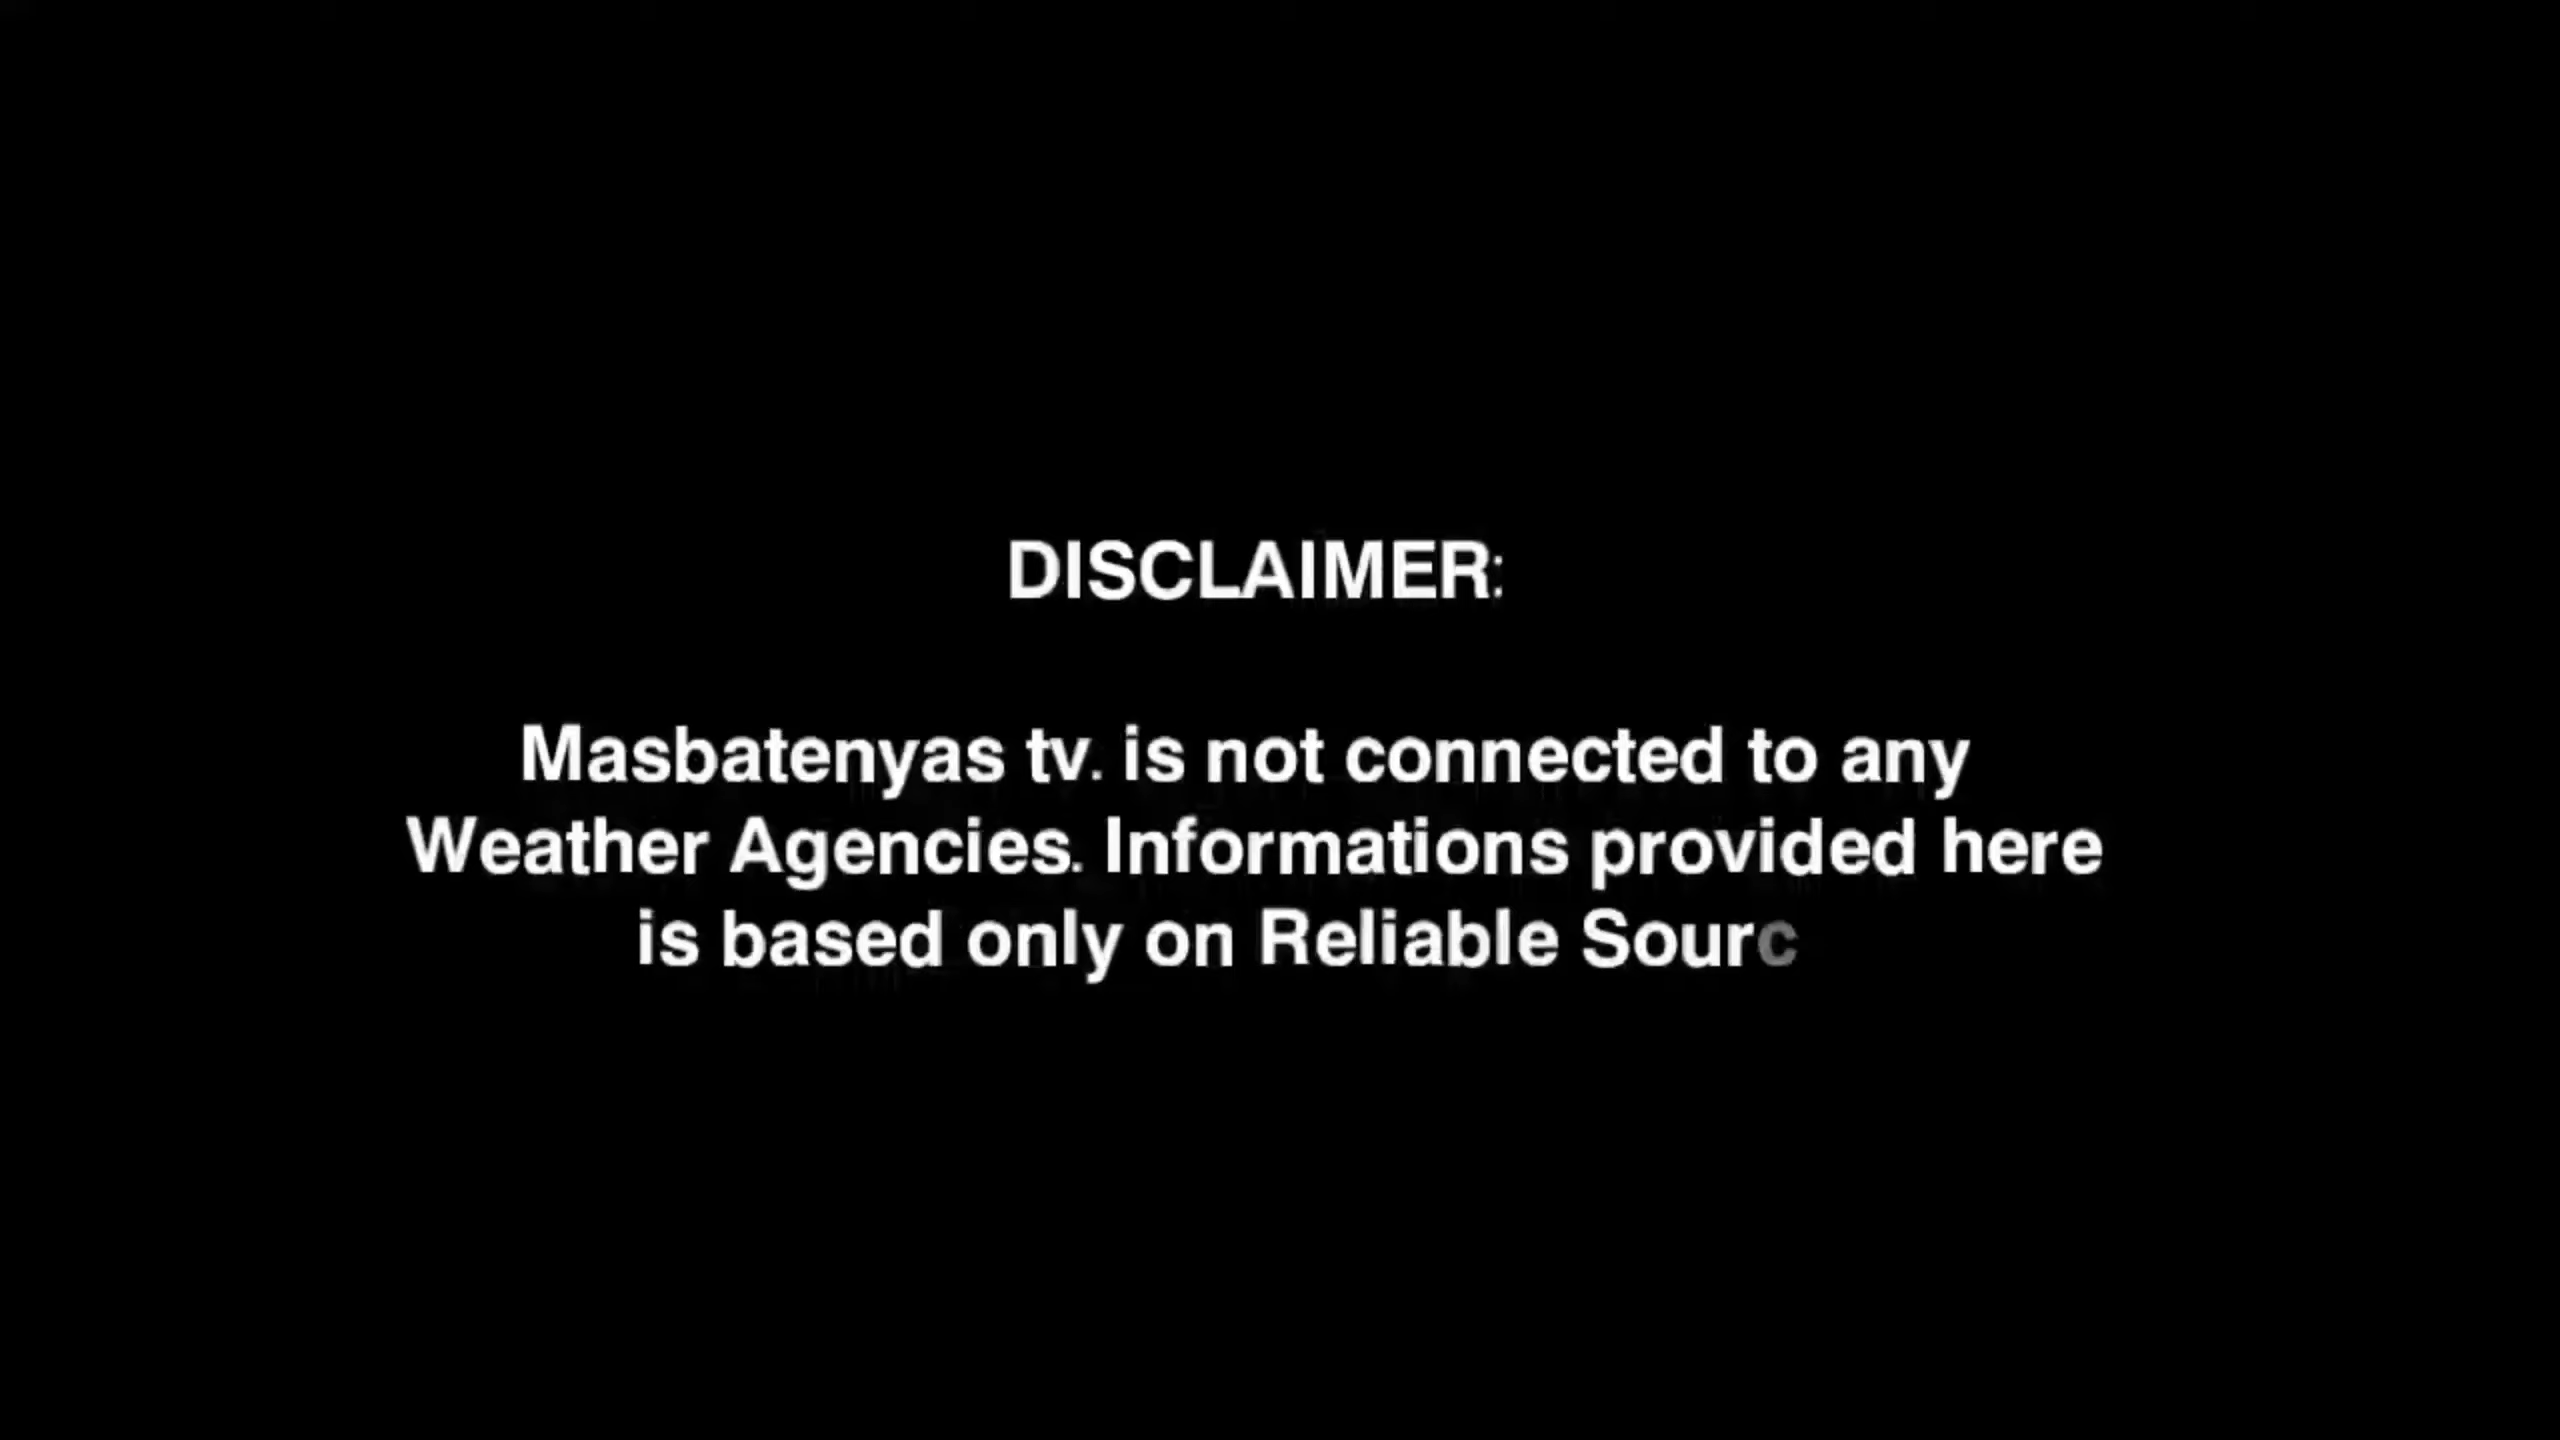 DISCLAIMER:
Masbatenyas tv. is not connected to any
Weather Agencies. Informations provided here
is based only on Reliable Sourc